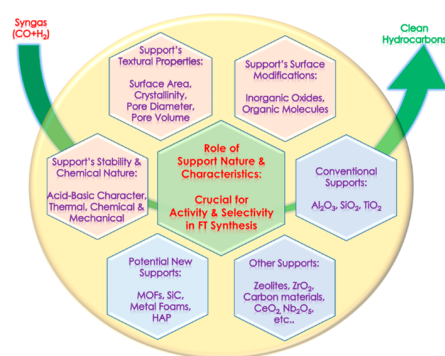 Syngas
(CO+H₂)
Clean
Hydrocarbons
Support's
Textural Properties:
Surface Area,
Crystallinity,
Pore Diameter,
Pore Volume
Support's Surface
Modifications:
Inorganic Oxides,
Organic Molecules
Support's Stability &
Chemical Nature:
Acid-Basic Character,
Thermal, Chemical &
Mechanical
Role of
Support Nature &
Characteristics:
Crucial for
Activity & Selectivity
in FT Synthesis
Conventional
Supports:
Al₂O₃, SiO₂, TiO₂
Potential New
Supports:
MOFs, SiC,
Metal Foams,
HAP
Other Supports:
Zeolites, ZrO₂,
Carbon materials,
CeO₂, Nb₂O₅,
etc..